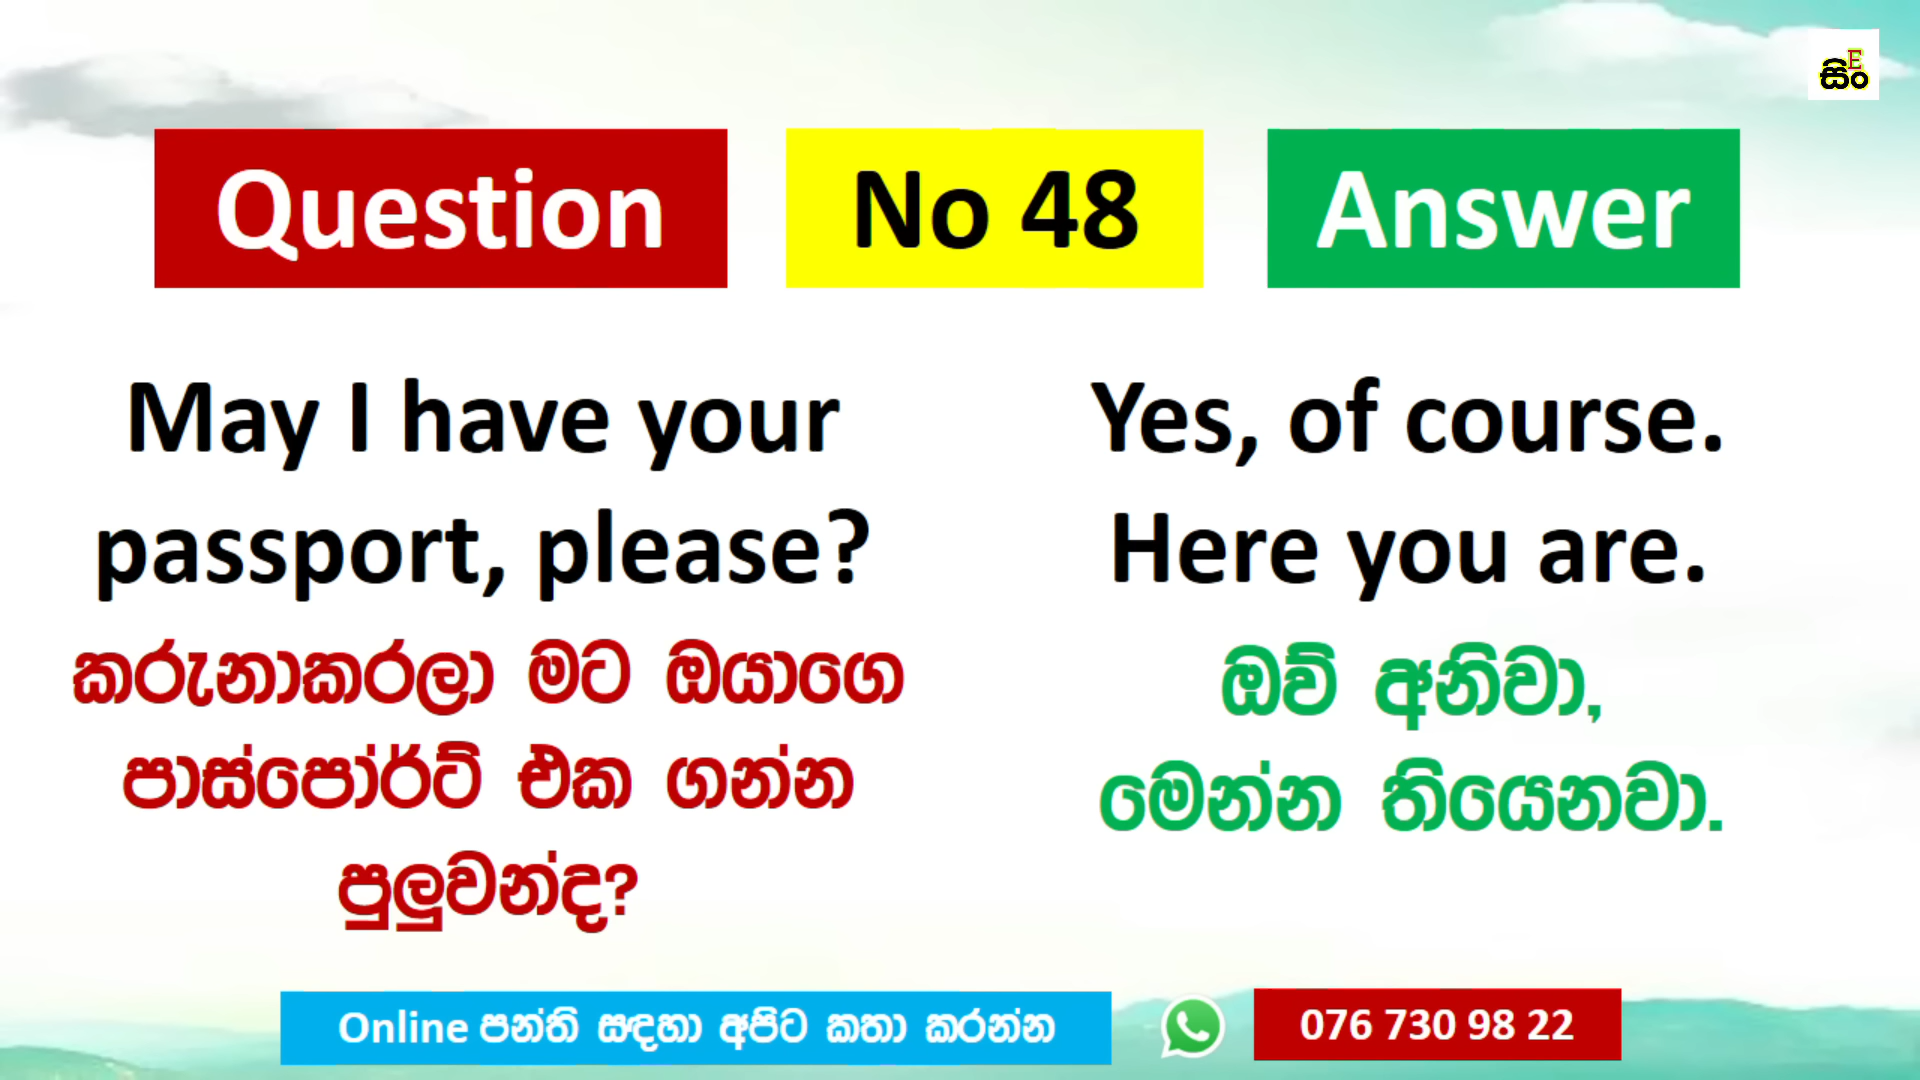 සිං E
Question
No 48
Answer
May I have your
passport, please?
කරුනාකරලා මට ඔයාගෙ
පාස්පෝර්ට් එක ගන්න
පුලුවන්ද?
Yes, of course.
Here you are.
ඔව් අනිවා,
මෙන්න තියෙනවා.
Online පන්ති සඳහා අපිට කතා කරන්න
076 730 98 22